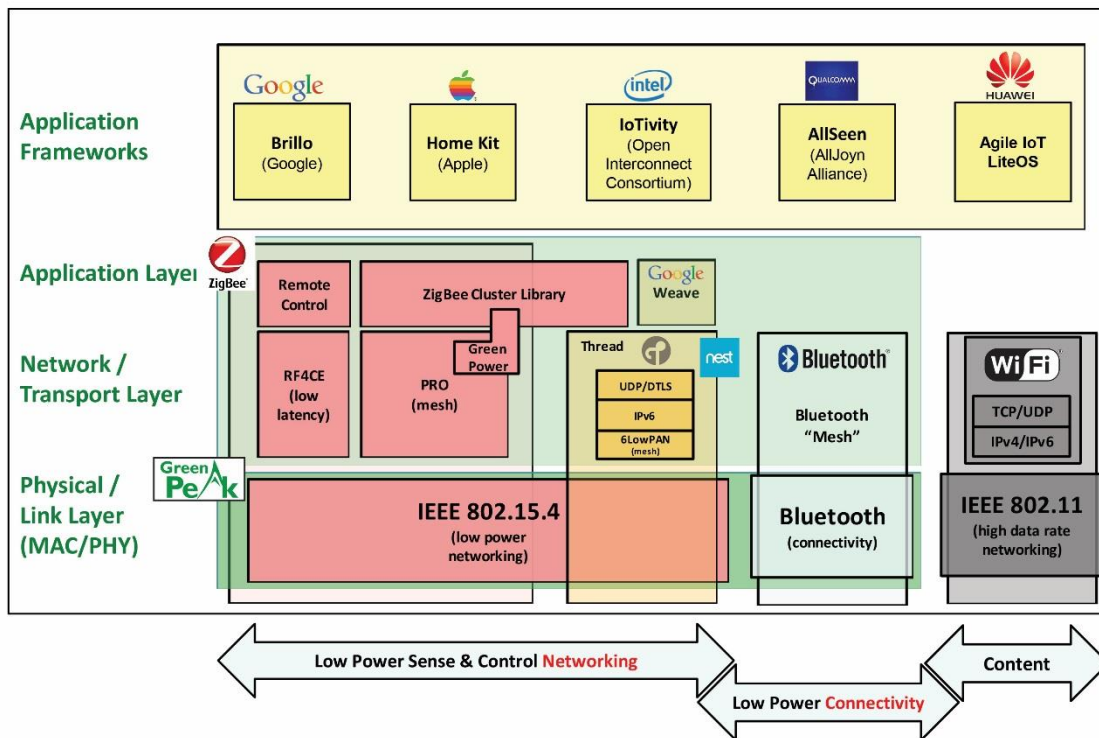 Application
Frameworks
Google
Brillo
(Google)
Home Kit
(Apple)
intel
IoTivity
(Open
Interconnect
Consortium)
QUALCOMM
AllSeen
(AllJoyn
Alliance)
HUAWEI
Agile IoT
LiteOS
Application Layer
ZigBee®
Remote
Control
ZigBee Cluster Library
Google
Weave
Network /
Transport Layer
RF4CE
(low
latency)
PRO
(mesh)
Green
Power
Thread
nest
UDP/DTLS
IPv6
6LowPAN
(mesh)
Bluetooth®
Bluetooth
“Mesh”
WiFi
TCP/UDP
IPv4/IPv6
Green
Peak
Physical /
Link Layer
(MAC/PHY)
IEEE 802.15.4
(low power
networking)
Bluetooth
(connectivity)
IEEE 802.11
(high data rate
networking)
Low Power Sense & Control Networking
Low Power Connectivity
Content